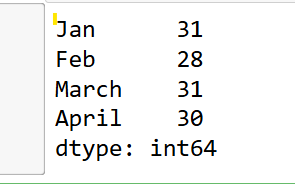 Jan 31
Feb 28
March 31
April 30
dtype: int64